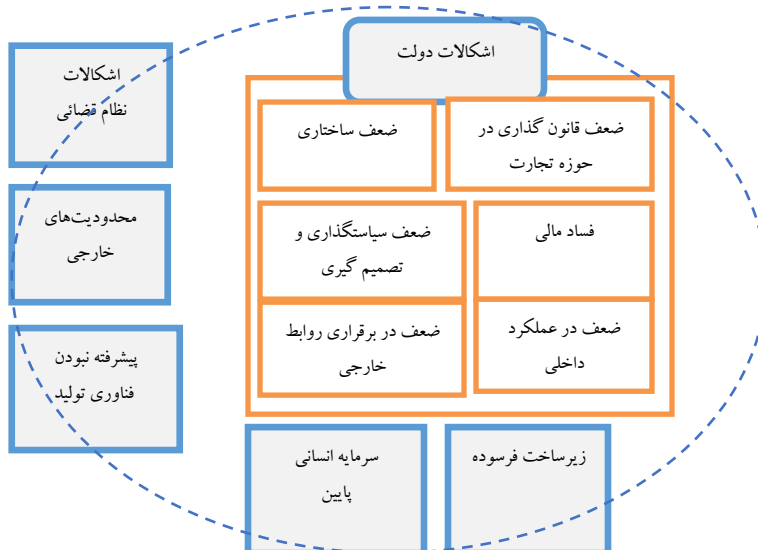 اشکالات دولت
ضعف قانون گذاری در
حوزه تجارت
ضعف ساختاری
فساد مالی
ضعف سیاستگذاری و
تصمیم گیری
ضعف در عملکرد
داخلی
ضعف در برقراری روابط
خارجی
اشکالات
نظام قضائی
محدودیت‌های
خارجی
پیشرفته نبودن
فناوری تولید
زیرساخت فرسوده
سرمایه انسانی
پایین